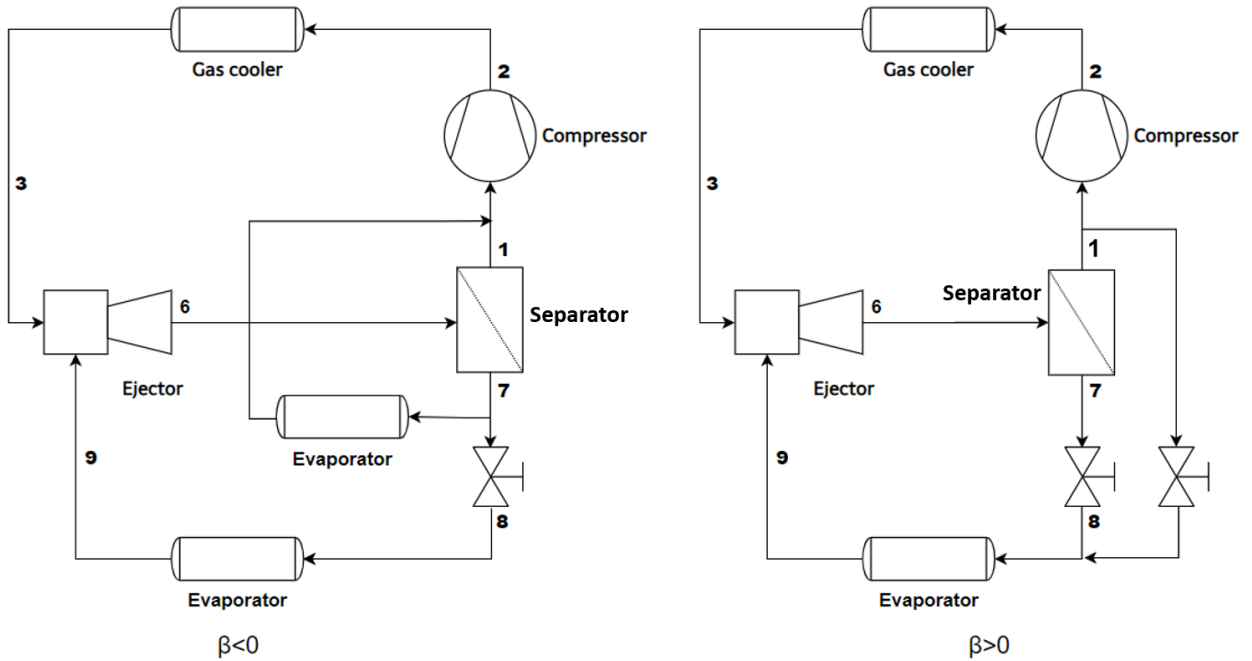 Gas cooler
2
Compressor
3
1
6
Separator
Ejector
7
Evaporator
9
8
Evaporator
β<0
Gas cooler
2
Compressor
3
1
Separator
6
Ejector
7
9
8
Evaporator
β>0